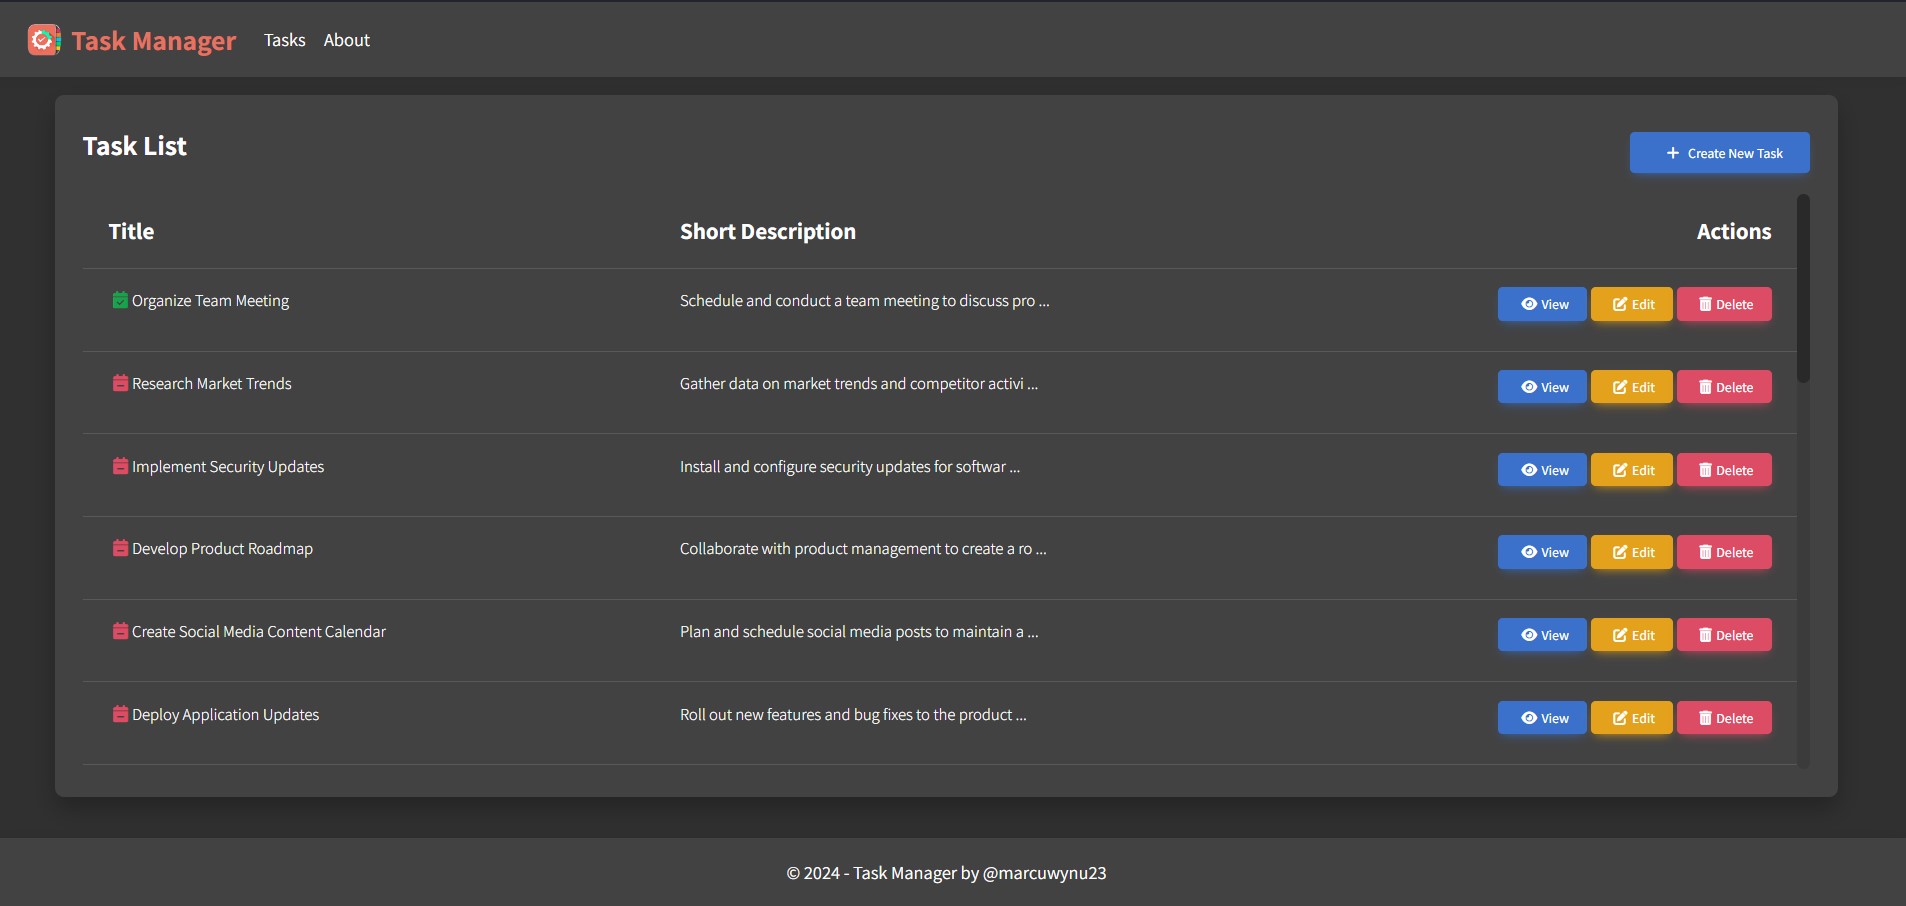 Task Manager Tasks About
Task List
Create New Task
Title Short Description Actions
Organize Team Meeting Schedule and conduct a team meeting to discuss pro ... View Edit Delete
Research Market Trends Gather data on market trends and competitor activi ... View Edit Delete
Implement Security Updates Install and configure security updates for softwar ... View Edit Delete
Develop Product Roadmap Collaborate with product management to create a ro ... View Edit Delete
Create Social Media Content Calendar Plan and schedule social media posts to maintain a ... View Edit Delete
Deploy Application Updates Roll out new features and bug fixes to the product ... View Edit Delete
© 2024 - Task Manager by @marcuwynu23